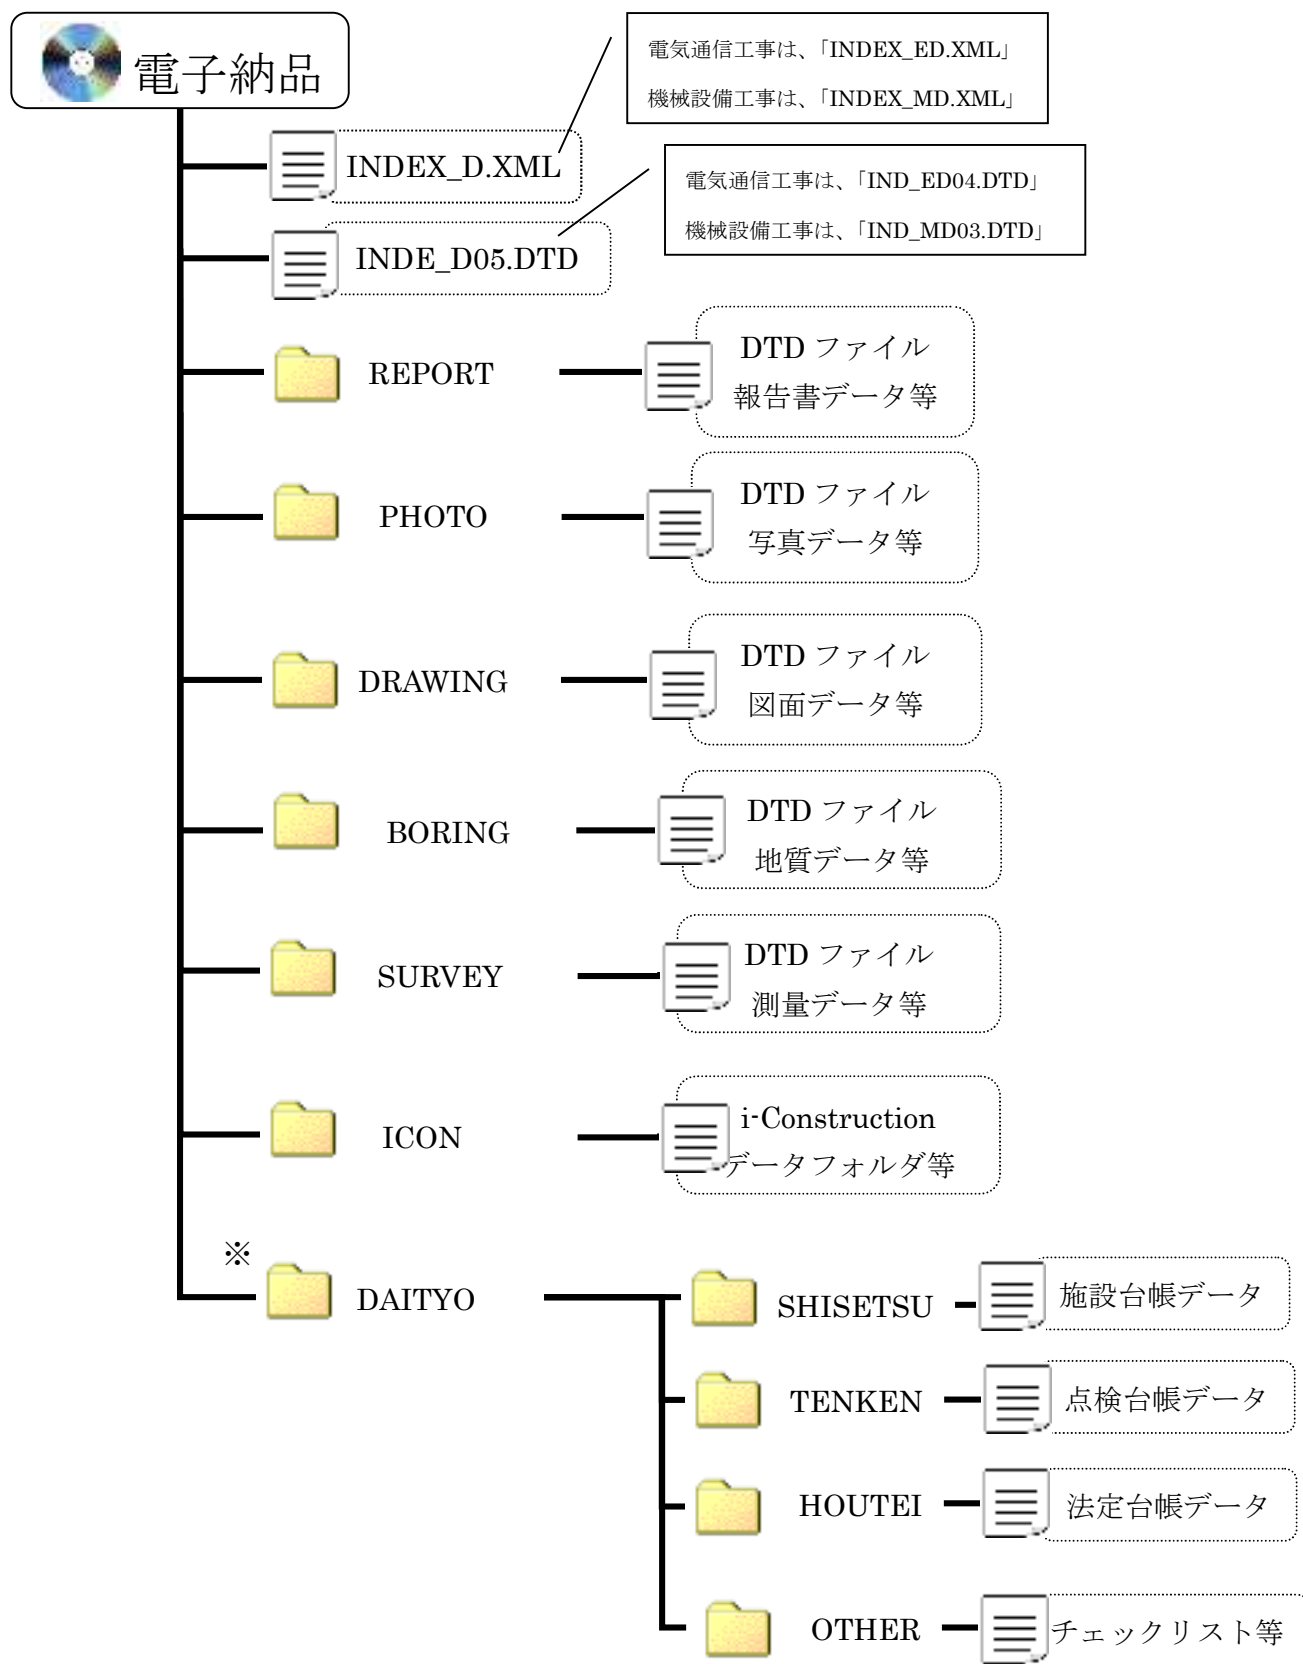 電子納品
電気通信工事は、「INDEX_ED.XML」
機械設備工事は、「INDEX_MD.XML」
INDEX_D.XML
電気通信工事は、「IND_ED04.DTD」
機械設備工事は、「IND_MD03.DTD」
INDE_D05.DTD
REPORT
DTD ファイル
報告書データ等
PHOTO
DTD ファイル
写真データ等
DRAWING
DTD ファイル
図面データ等
BORING
DTD ファイル
地質データ等
SURVEY
DTD ファイル
測量データ等
ICON
i-Construction
データフォルダ等
※
DAITYO
SHISETSU
施設台帳データ
TENKEN
点検台帳データ
HOUTEI
法定台帳データ
OTHER
チェックリスト等